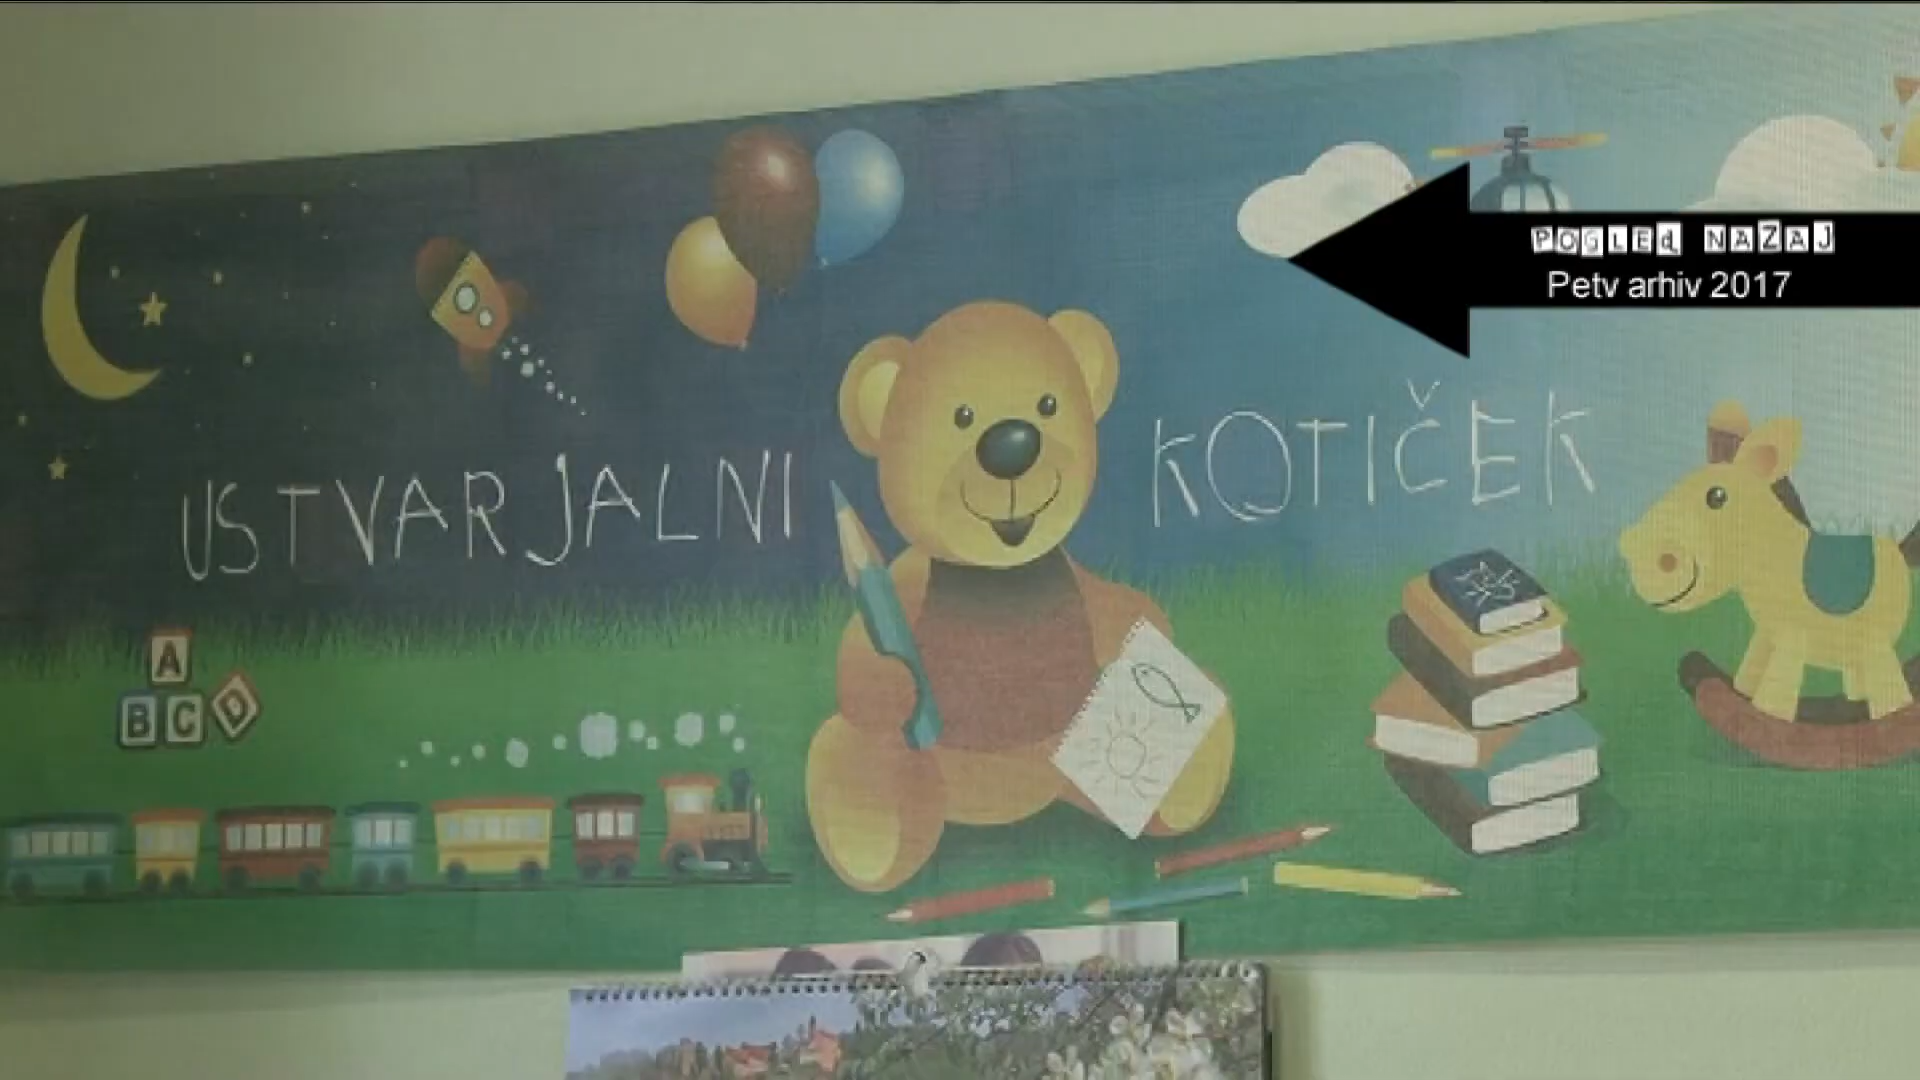 POGLEd NAZAJ
Petv arhiv 2017
USTVARJALNI KOTIČEK
A
B C D